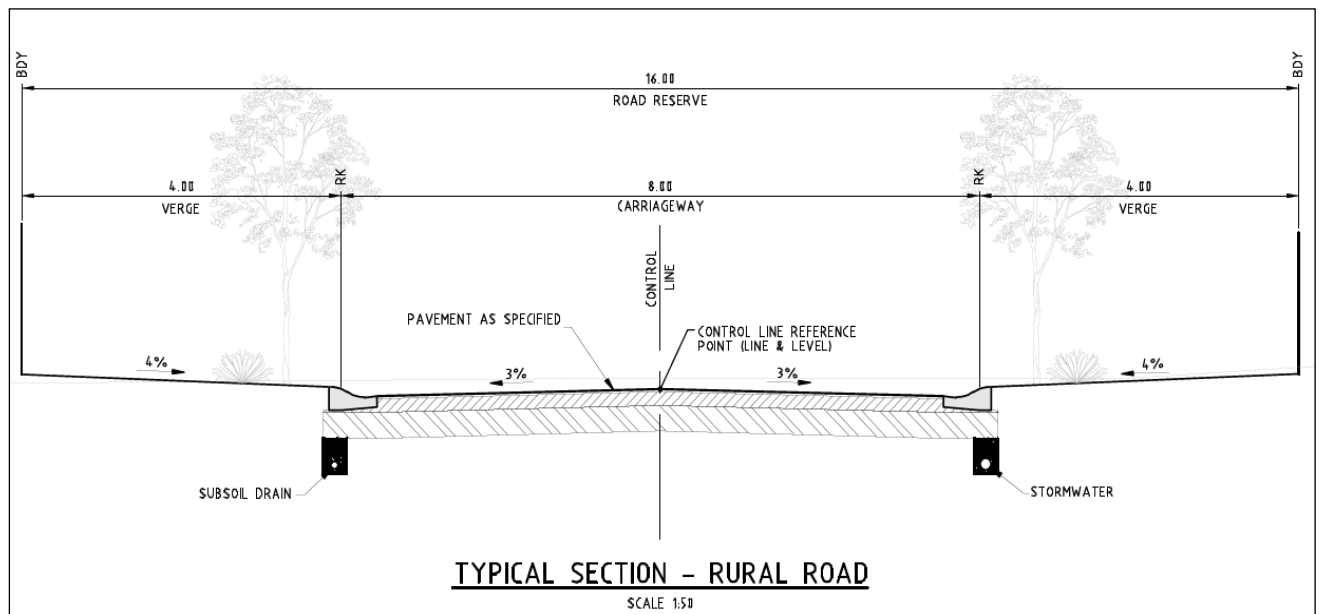 BDY
BDY
16.00
ROAD RESERVE
RK
RK
4.00
VERGE
8.00
CARRIAGEWAY
4.00
VERGE
CONTROL
LINE
PAVEMENT AS SPECIFIED
CONTROL LINE REFERENCE
POINT (LINE & LEVEL)
4%
3%
3%
4%
SUBSOIL DRAIN
STORMWATER
TYPICAL SECTION - RURAL ROAD
SCALE 1:50